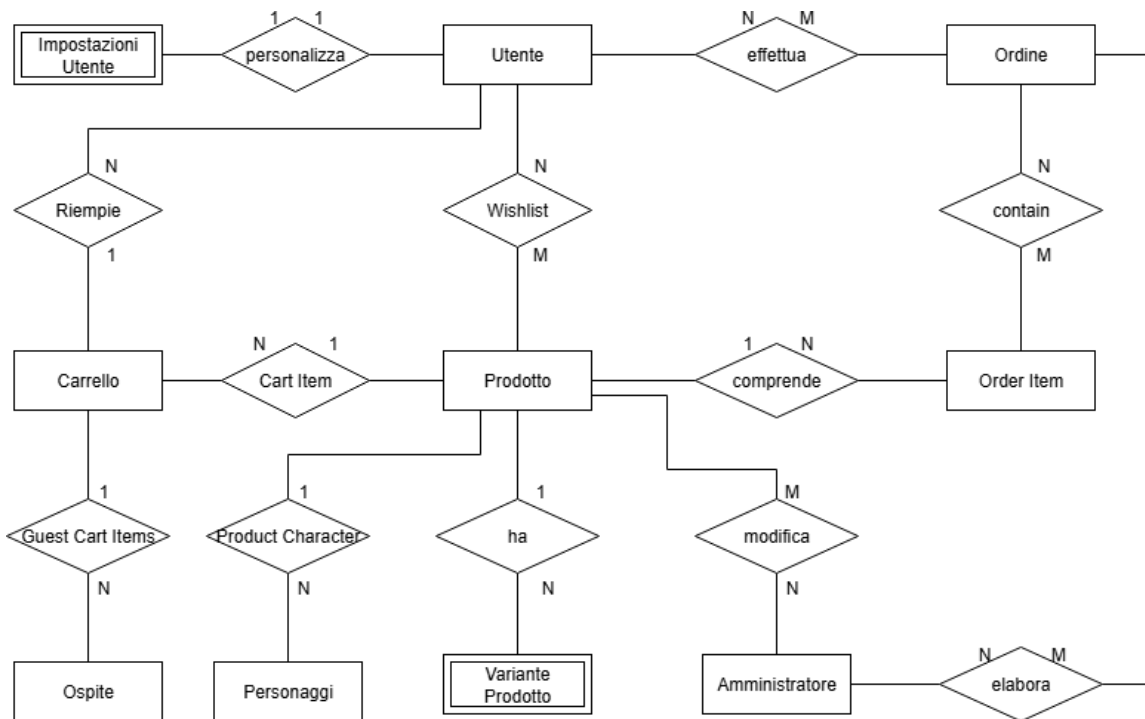 1 1
N M
Impostazioni
Utente
personalizza
Utente
effettua
Ordine
N
N
N
Riempie
Wishlist
contain
1
M
M
N 1
1 N
Carrello
Cart Item
Prodotto
comprende
Order Item
1
1
1
M
Guest Cart Items
Product Character
ha
modifica
N
N
N
N
Ospite
Personaggi
Variante
Prodotto
Amministratore
N M
elabora